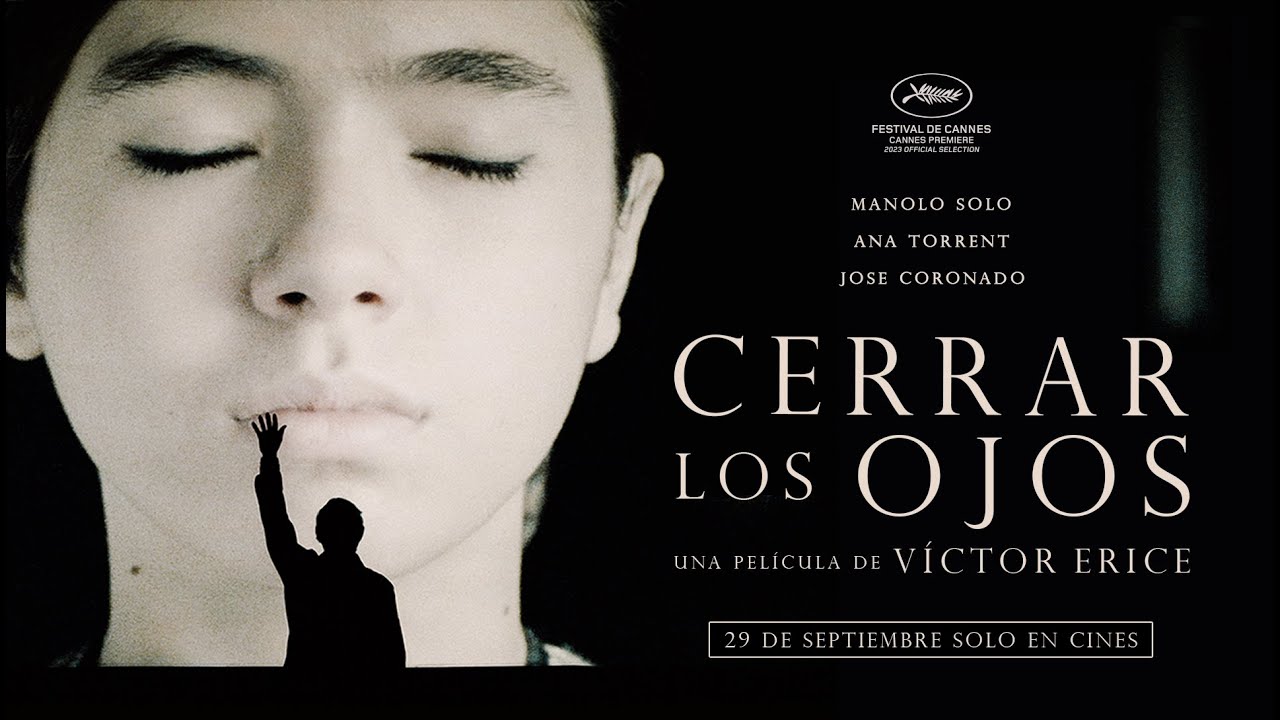 FESTIVAL DE CANNES
CANNES PREMIERE
2023 OFFICIAL SELECTION
MANOLO SOLO
ANA TORRENT
JOSE CORONADO
CERRAR
LOS OJOS
UNA PELÍCULA DE VÍCTOR ERICE
29 DE SEPTIEMBRE SOLO EN CINES